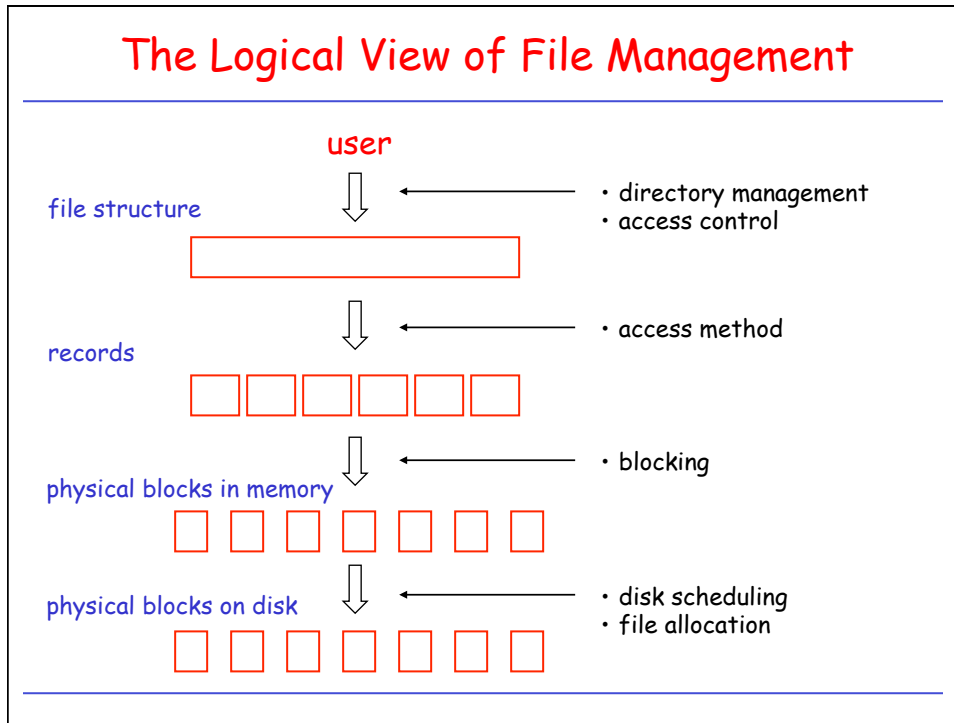 The Logical View of File Management
user
• directory management
file structure
• access control
• access method
records
• blocking
physical blocks in memory
• disk scheduling
physical blocks on disk
• file allocation